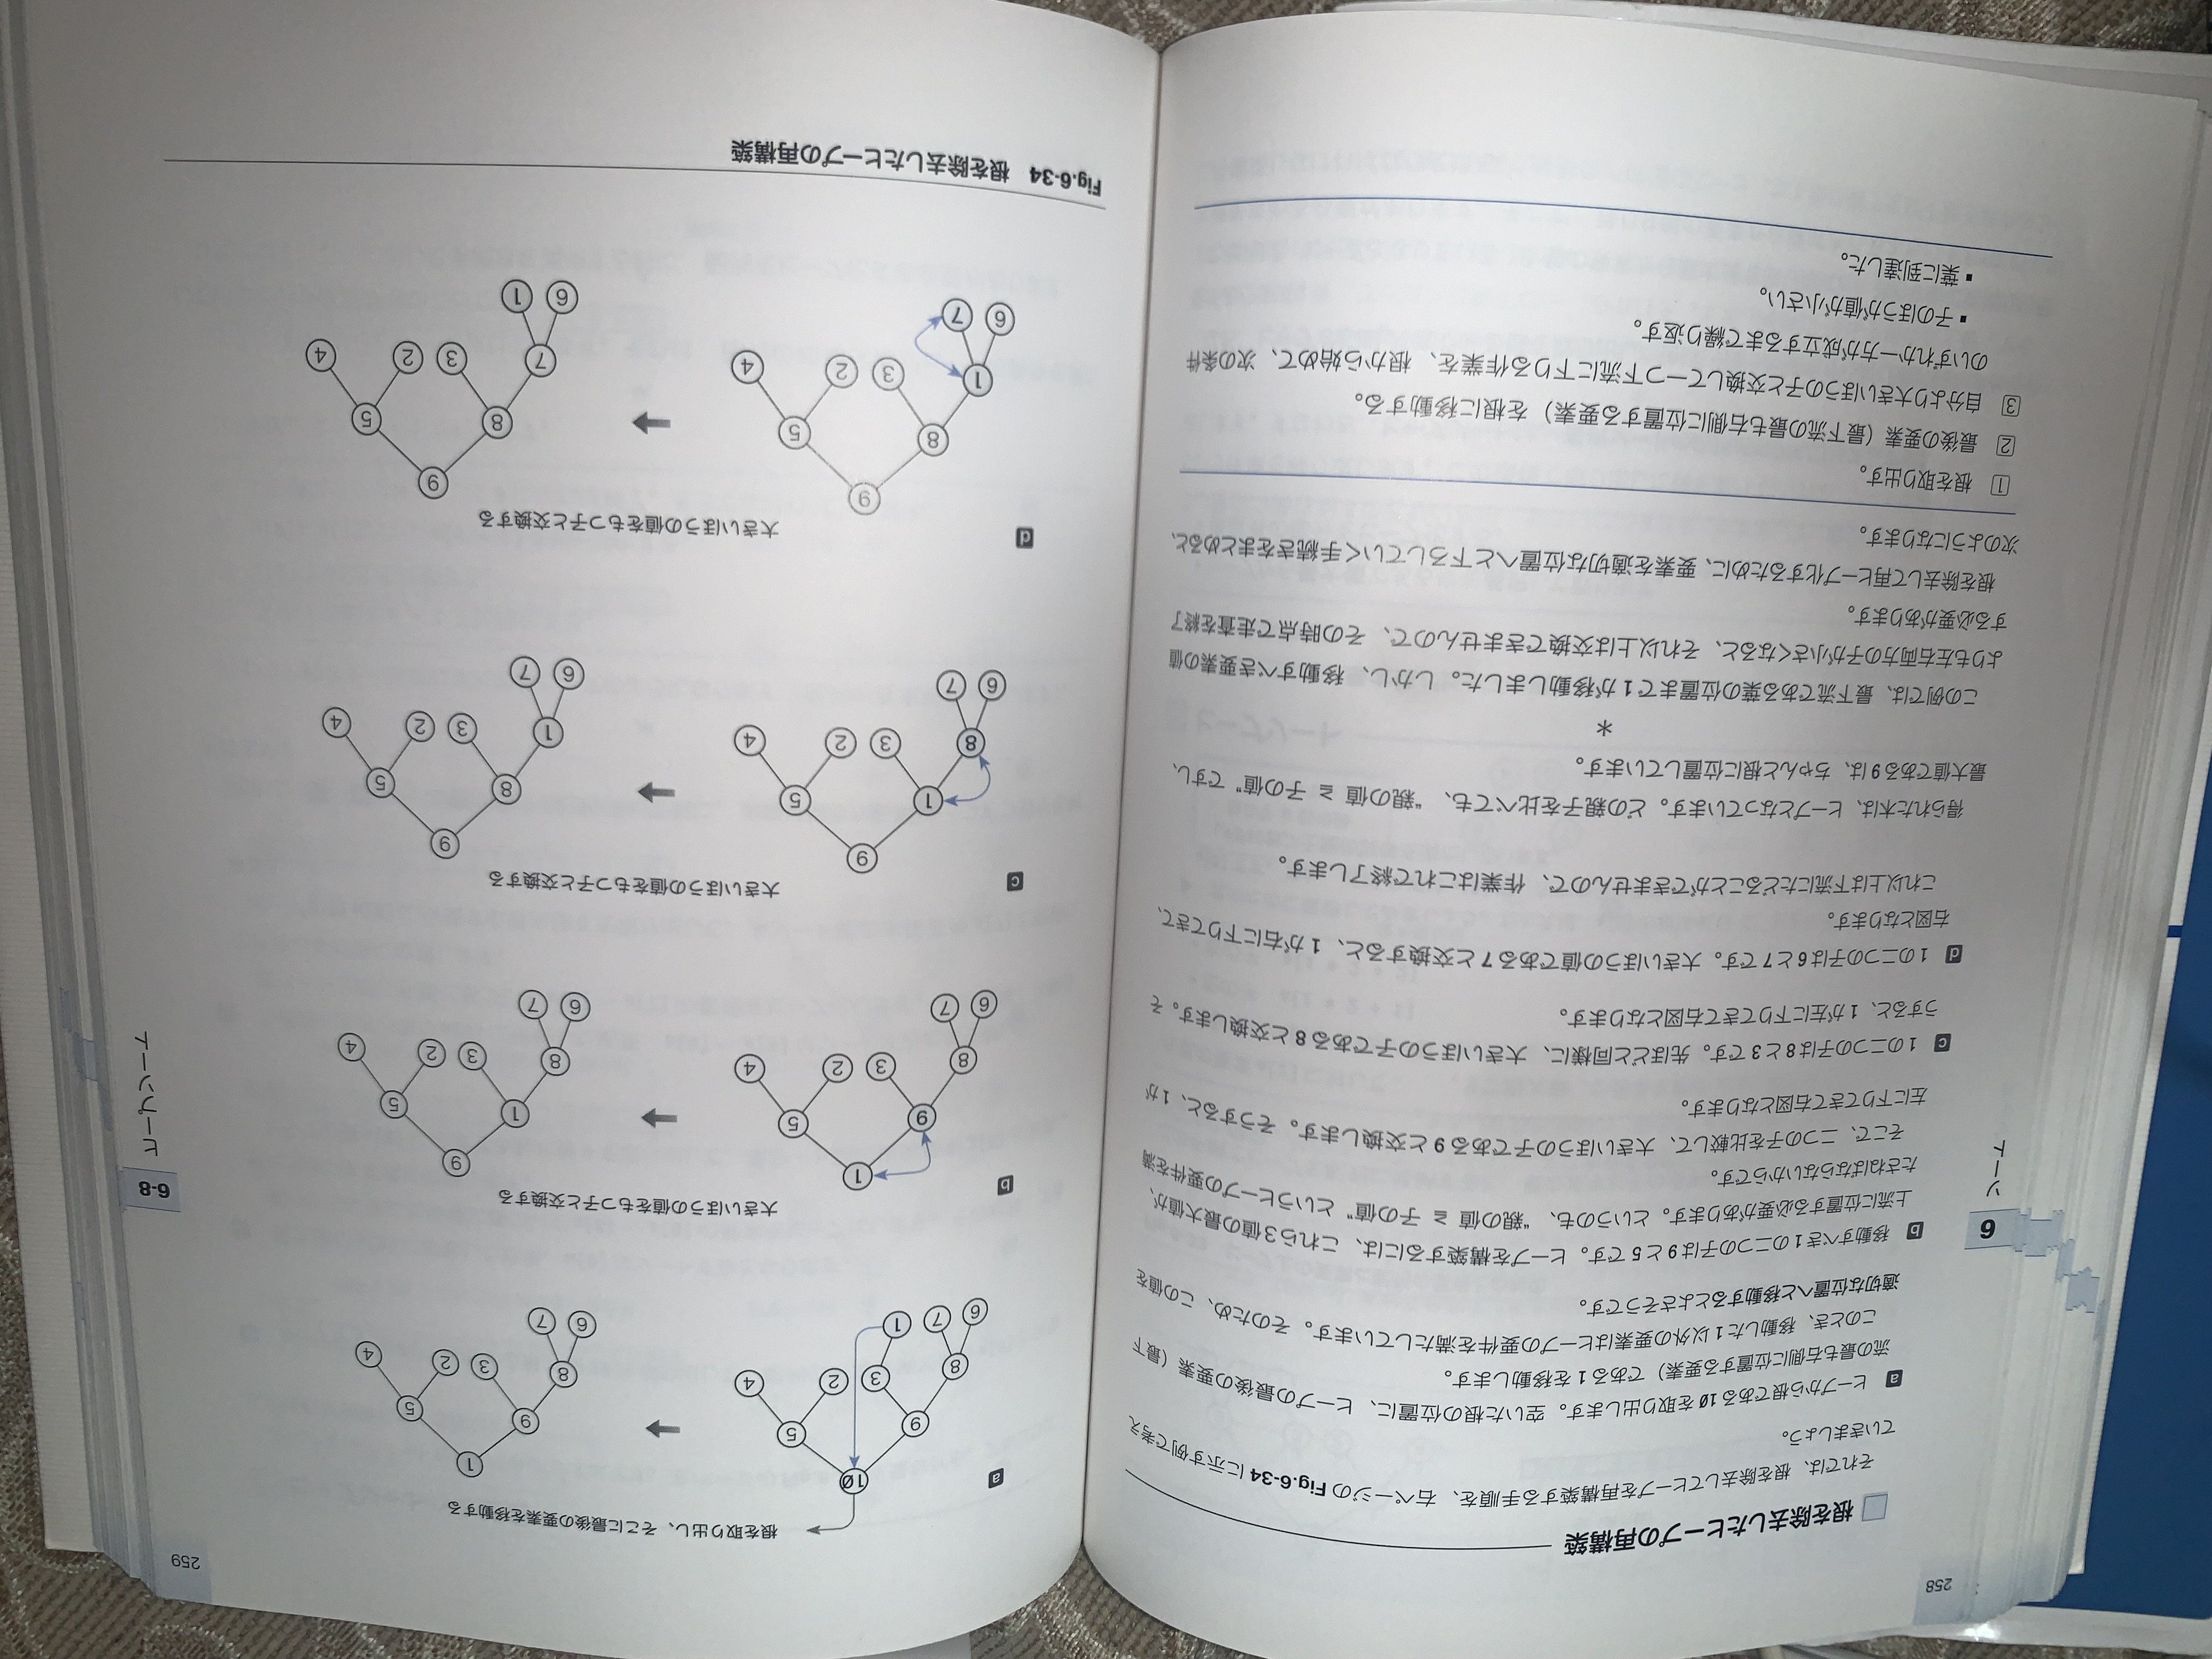 258
根を除去したヒープの再構築
それでは、根を除去してヒープを再構築する手順を、右ページの Fig.6-34 に示す例で考え
ていきましょう。
a ヒープから根である10を取り出します。空いた根の位置に、ヒープの最後の要素（最下
流の最も右側に位置する要素）である1を移動します。
このとき、移動した1以外の要素はヒープの要件を満たしています。そのため、この値を
適切な位置へと移動するとよさそうです。
b 移動すべき1の二つの子は9と5です。ヒープを構築するには、これら3値の最大値が、
上流に位置する必要があります。というのも、“親の値 ≧ 子の値” というヒープの要件を満
たさねばならないからです。
そこで、二つの子を比較して、大きいほうの子である9と交換します。そうすると、1が
左に下りてきて右図となります。
c 1の二つの子は8と3です。先ほどと同様に、大きいほうの子である8と交換します。そ
うすると、1が左に下りてきて右図となります。
d 1の二つの子は6と7です。大きいほうの値である7と交換すると、1が右に下りてきて、
右図となります。
これ以上は下流にたどることができませんので、作業はこれで終了します。
得られた木は、ヒープとなっています。どの親子を比べても、“親の値 ≧ 子の値” ですし、
最大値である9は、ちゃんと根に位置しています。
＊
この例では、最下流である葉の位置まで1が移動しました。しかし、移動すべき要素の値
よりも左右両方の子が小さくなると、それ以上は交換できませんので、その時点で走査を終了
する必要があります。
根を除去して再ヒープ化するために、要素を適切な位置へと下ろしていく手続きをまとめると、
次のようになります。
1 根を取り出す。
2 最後の要素（最下流の最も右側に位置する要素）を根に移動する。
3 自分より大きいほうの子と交換して一つ下流に下りる作業を、根から始めて、次の条件
のいずれか一方が成立するまで繰り返す。
▪ 子のほうが値が小さい。
▪ 葉に到達した。
6
ソート
259
根を取り出し、そこに最後の要素を移動する
a
10 1
9 5 9 5
8 3 2 4 8 3 2 4
6 7 1 6 7
大きいほうの値をもつ子と交換する
b
1 9
9 5 1 5
8 3 2 4 8 3 2 4
6 7 6 7
大きいほうの値をもつ子と交換する
c
9 9
1 5 8 5
8 3 2 4 1 3 2 4
6 7 6 7
大きいほうの値をもつ子と交換する
d
9 9
8 5 8 5
1 3 2 4 7 3 2 4
6 7 6 1
Fig.6-34 根を除去したヒープの再構築
6-8
ヒープソート